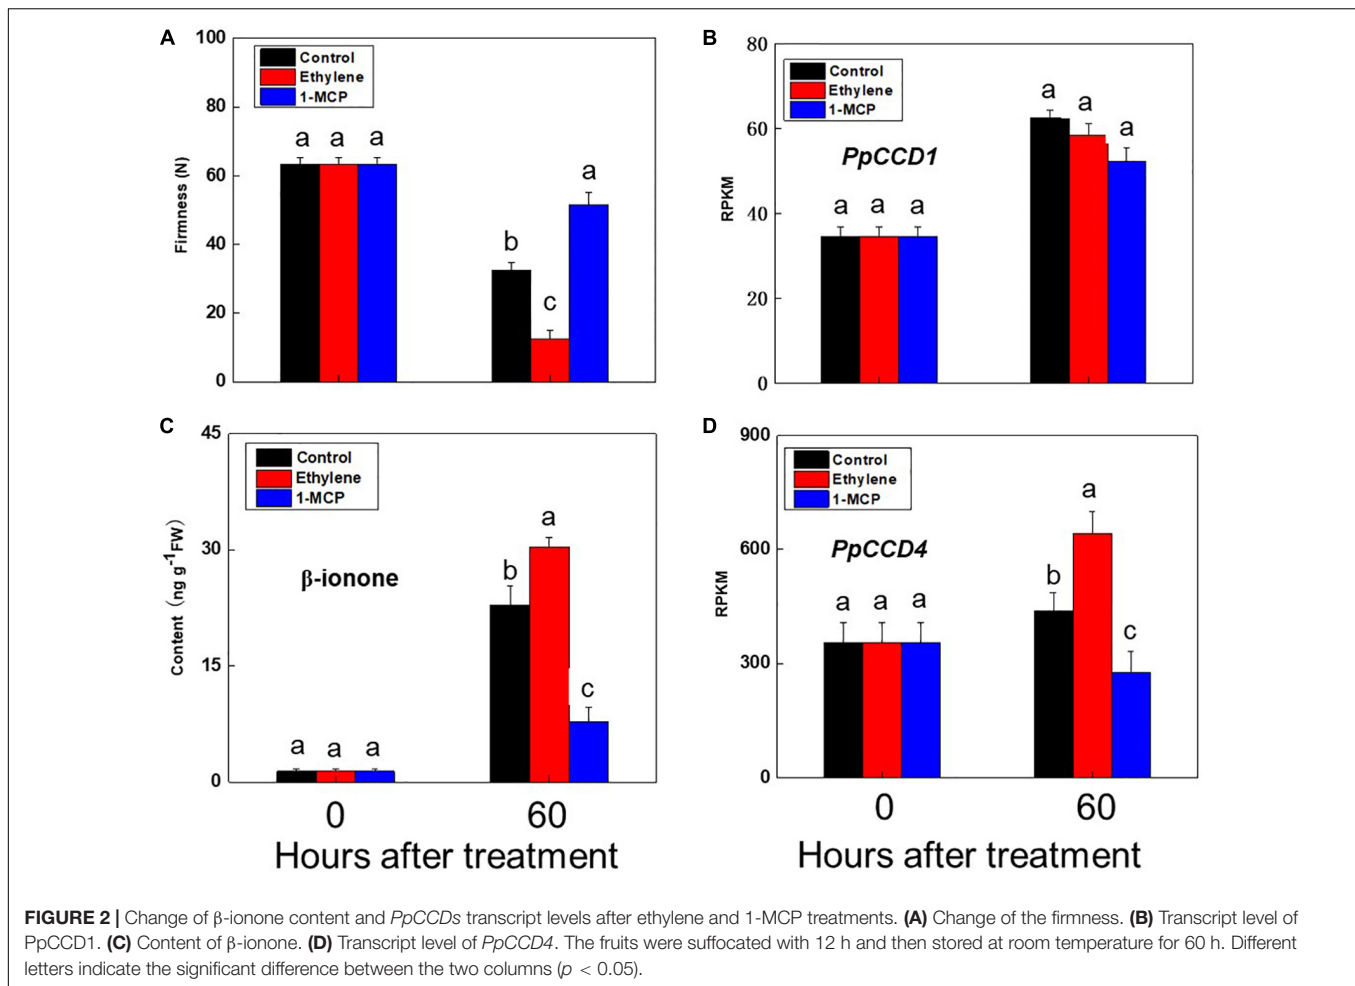 A
100
80
60
40
20
0
Firmness (N)
Control
Ethylene
1-MCP
a a a
b
c
a
B
80
60
40
20
0
RPKM
Control
Ethylene
1-MCP
PpCCD1
a a a
a
a
a
C
45
30
15
0
Content (ng g⁻¹FW)
Control
Ethylene
1-MCP
β-ionone
a a a
b
a
c
0 60
Hours after treatment
D
900
600
300
0
RPKM
Control
Ethylene
1-MCP
PpCCD4
a a a
b
a
c
0 60
Hours after treatment
FIGURE 2 | Change of β-ionone content and PpCCDs transcript levels after ethylene and 1-MCP treatments. (A) Change of the firmness. (B) Transcript level of
PpCCD1. (C) Content of β-ionone. (D) Transcript level of PpCCD4. The fruits were suffocated with 12 h and then stored at room temperature for 60 h. Different
letters indicate the significant difference between the two columns (p < 0.05).